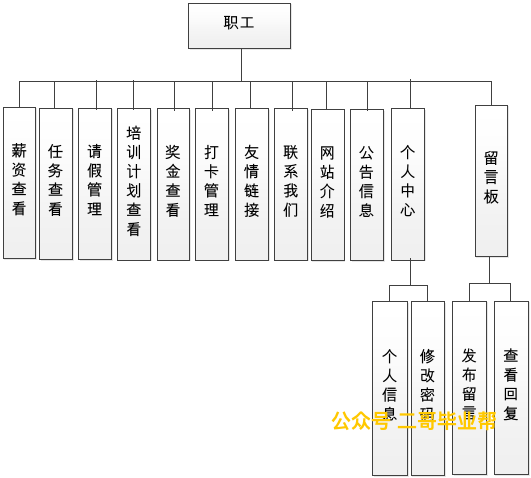 职工
薪资查看
任务查看
请假管理
培训计划查看
奖金查看
打卡管理
友情链接
联系我们
网站介绍
公告信息
个人中心
留言板
个人信息
修改密码
发布留言
查看回复
公众号 二哥毕业帮